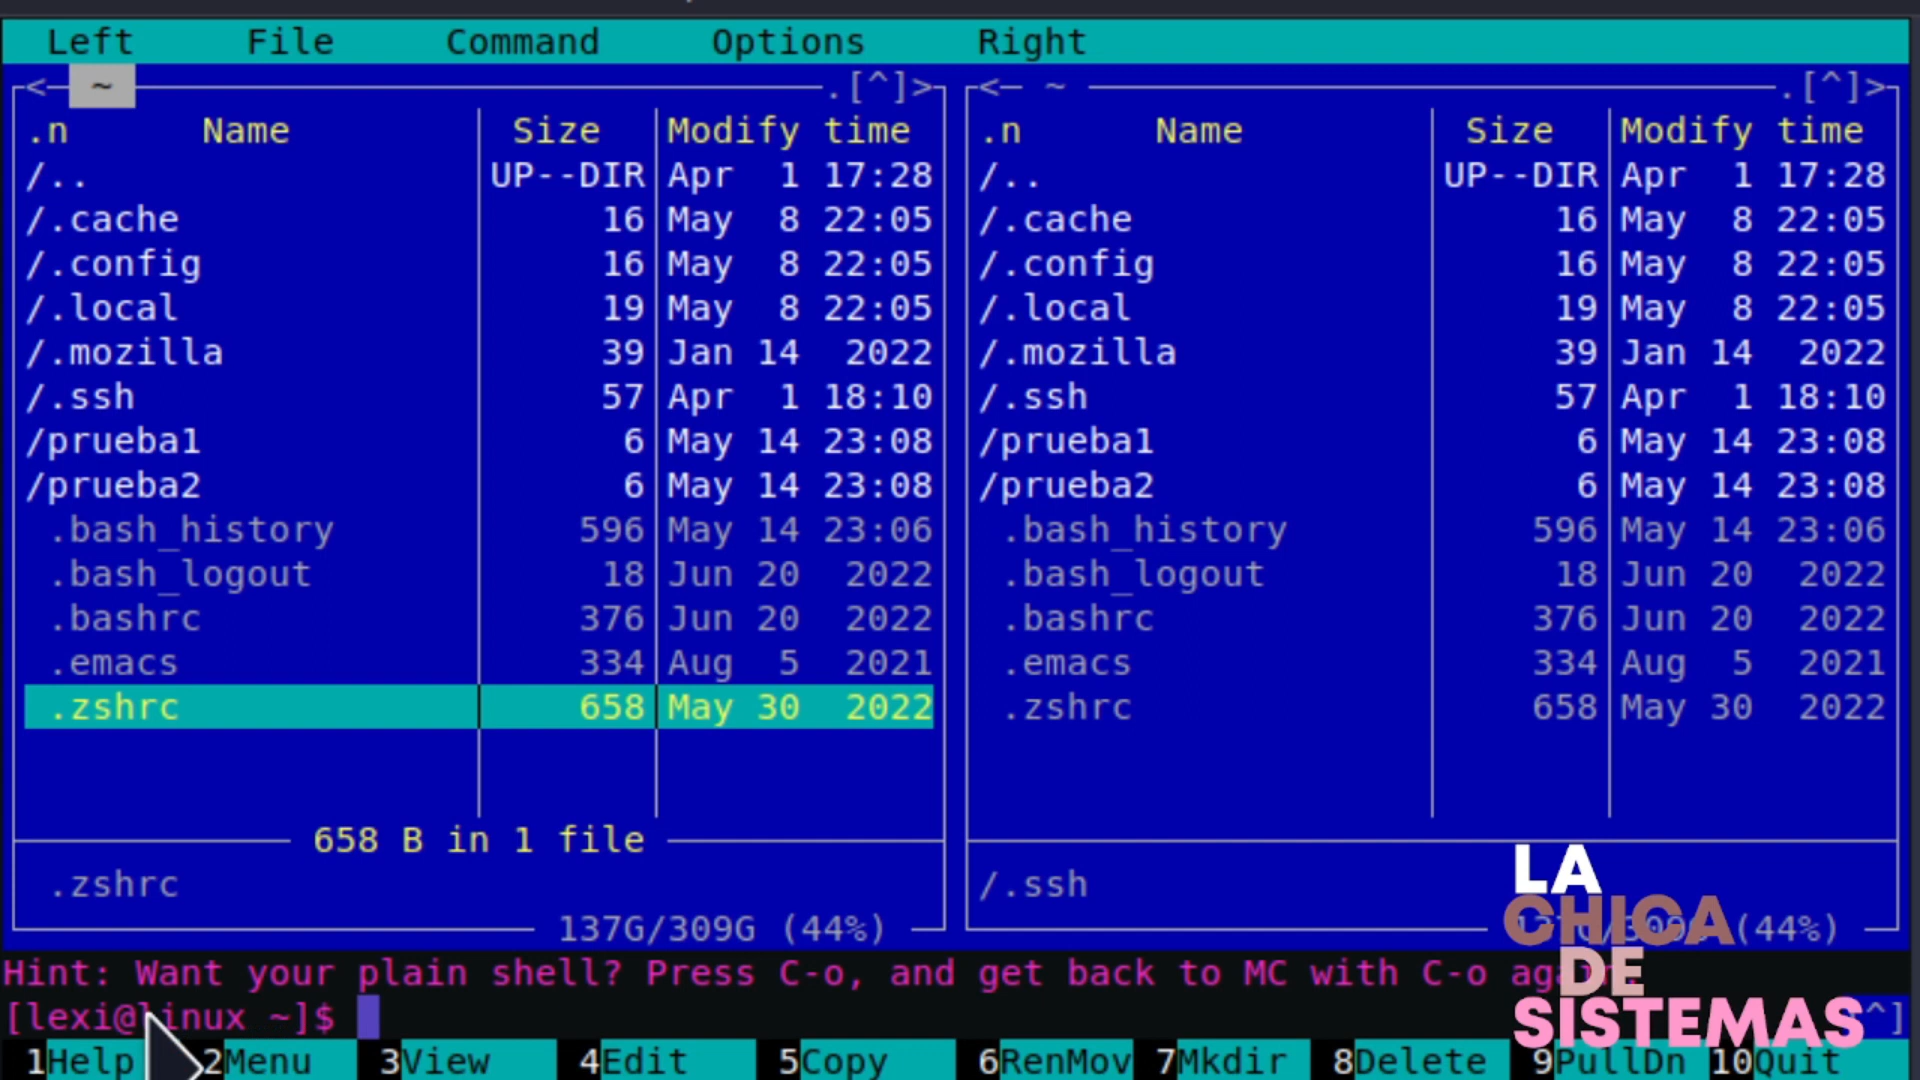 Left File Command Options Right
<─ ~ .[^]> <─ ~ .[^]>
.n Name Size Modify time .n Name Size Modify time
/.. UP--DIR Apr 1 17:28 /.. UP--DIR Apr 1 17:28
/.cache 16 May 8 22:05 /.cache 16 May 8 22:05
/.config 16 May 8 22:05 /.config 16 May 8 22:05
/.local 19 May 8 22:05 /.local 19 May 8 22:05
/.mozilla 39 Jan 14 2022 /.mozilla 39 Jan 14 2022
/.ssh 57 Apr 1 18:10 /.ssh 57 Apr 1 18:10
/prueba1 6 May 14 23:08 /prueba1 6 May 14 23:08
/prueba2 6 May 14 23:08 /prueba2 6 May 14 23:08
.bash_history 596 May 14 23:06 .bash_history 596 May 14 23:06
.bash_logout 18 Jun 20 2022 .bash_logout 18 Jun 20 2022
.bashrc 376 Jun 20 2022 .bashrc 376 Jun 20 2022
.emacs 334 Aug 5 2021 .emacs 334 Aug 5 2021
.zshrc 658 May 30 2022 .zshrc 658 May 30 2022
658 B in 1 file
.zshrc /.ssh
137G/309G (44%) (44%)
Hint: Want your plain shell? Press C-o, and get back to MC with C-o again.
[lexi@linux ~]$ ^]
1Help 2Menu 3View 4Edit 5Copy 6RenMov 7Mkdir 8Delete 9PullDn 10Quit
LA
CHICA
DE
SISTEMAS